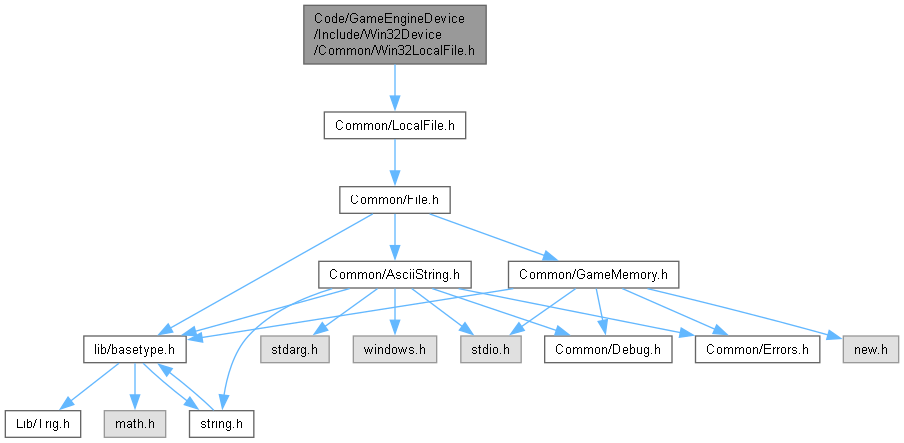 Code/GameEngineDevice
/Include/Win32Device
/Common/Win32LocalFile.h
Common/LocalFile.h
Common/File.h
Common/AsciiString.h
Common/GameMemory.h
lib/basetype.h
stdarg.h
windows.h
stdio.h
Common/Debug.h
Common/Errors.h
new.h
Lib/Trig.h
math.h
string.h